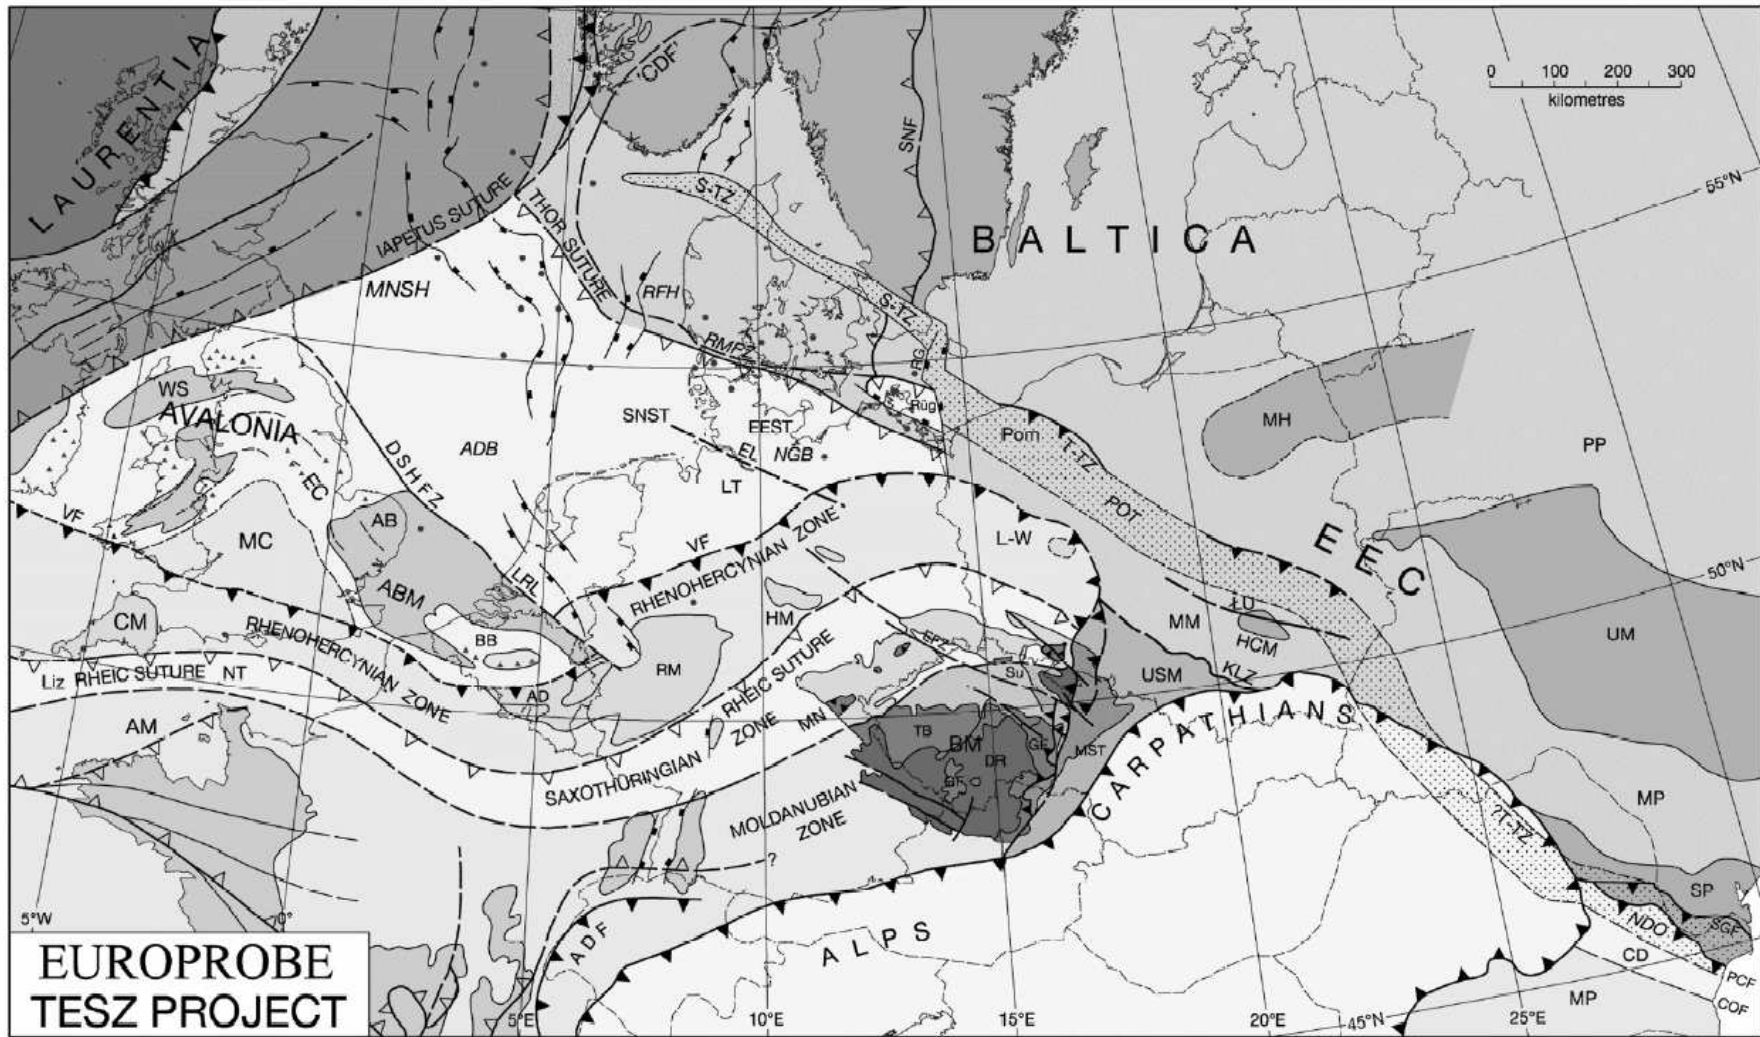 LAURENTIA
CDF
SNF
0 100 200 300
kilometres
55°N
S-TZ
IAPETUS SUTURE
THOR SUTURE
BALTICA
MNSH
RFH
S-TZ
RMFZ
RG
WS
AVALONIA
SNST
EEST
Rüg
Pom
T-TZ
MH
PP
ADB
EL
NGB
DSHFZ
EC
LT
POT
VF
AB
MC
VF
L-W
EEC
50°N
ABM
LRL
RHENOHERCYNIAN ZONE
LU
CM
BB
HM
MM
HCM
UM
RHENOHERCYNIAN ZONE
RM
EFZ
KLZ
Liz RHEIC SUTURE NT
AD
RHEIC SUTURE
Su
USM
AM
MN
TB
BM
DR
GF
MST
CARPATHIANS
SAXOTHURINGIAN ZONE
BF
MOLDANUBIAN
ZONE
?
MP
?T-TZ
SP
5°W
0°
ADF
ALPS
NDO
SGF
CD
PCF
COF
MP
EUROPROBE
TESZ PROJECT
5°E
10°E
15°E
20°E
45°N
25°E